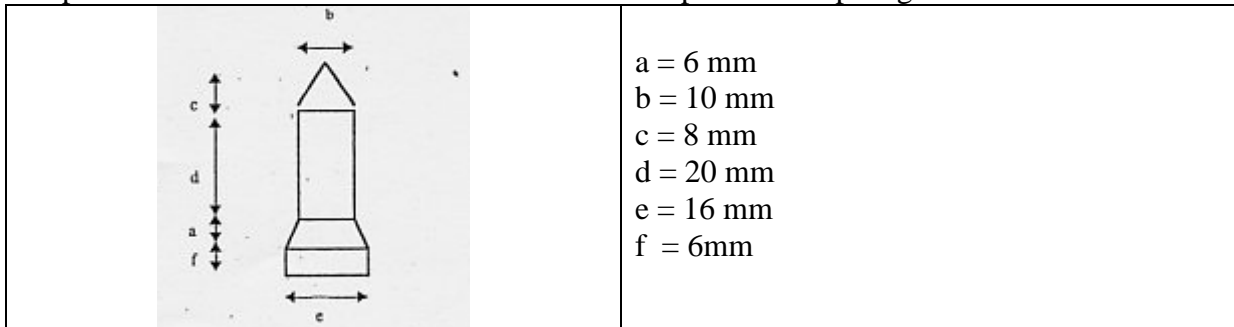 b
c
d
a
f
e
a = 6 mm
b = 10 mm
c = 8 mm
d = 20 mm
e = 16 mm
f = 6mm